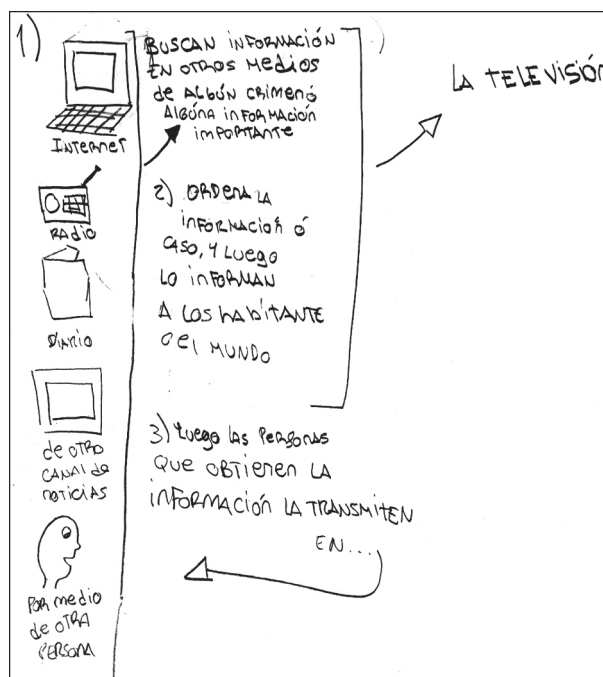 1)
INTERNET
RADIO
DIARIO
de OTRO
CANAL de
NOTICIAS
POR medio
de OTRA
PERSONA
BUSCAN INFORMACIÓN
EN OTROS MEdiOS
de ALGÚN CRIMEN Ó
ALGÚNA INFORMACIÓN
IMPORTANTE
2) ORDENA LA
INFORMACIÓN Ó
CASO, Y LUEGO
LO INFORMAN
A LOS HABITANTE
DEL MUNDO
3) LUEGO LAS PERSONAS
QUE OBTIENEN LA
INFORMACIÓN LA TRANSMITEN
EN...
LA TELEVISIÓN